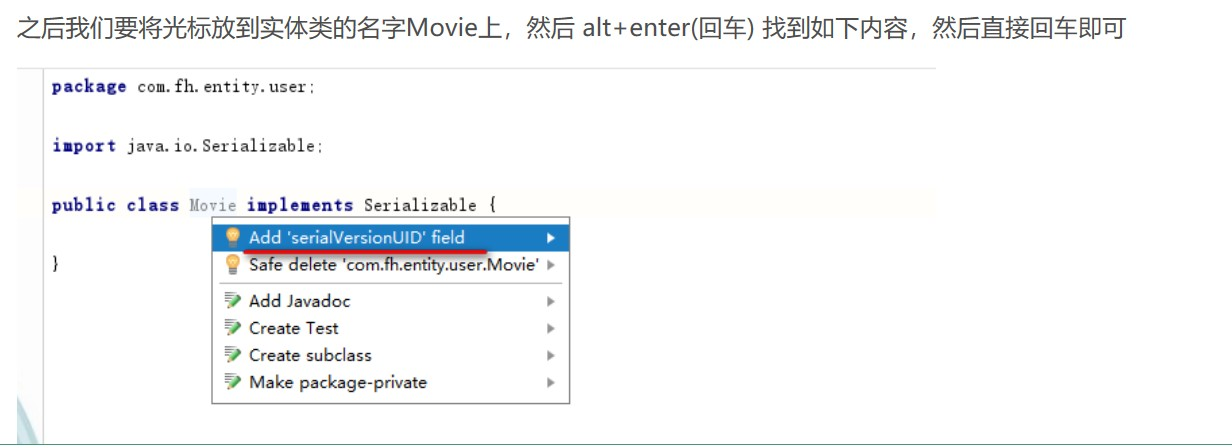 之后我们要将光标放到实体类的名字Movie上，然后 alt+enter(回车) 找到如下内容，然后直接回车即可
package com.fh.entity.user;
import java.io.Serializable;
public class Movie implements Serializable {
Add 'serialVersionUID' field
}
Safe delete 'com.fh.entity.user.Movie'
Add Javadoc
Create Test
Create subclass
Make package-private